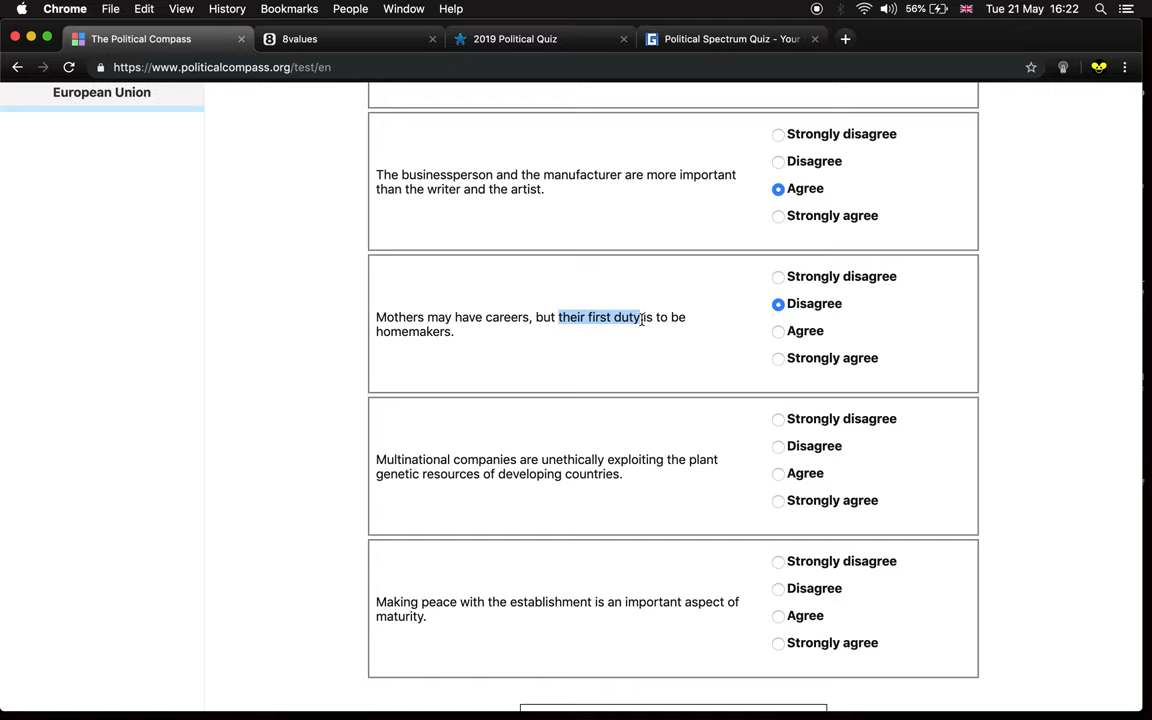 Chrome File Edit View History Bookmarks People Window Help 56% Tue 21 May 16:22
The Political Compass 8values 2019 Political Quiz Political Spectrum Quiz - Your
https://www.politicalcompass.org/test/en
European Union
The businessperson and the manufacturer are more important
than the writer and the artist.
Strongly disagree
Disagree
Agree
Strongly agree
Mothers may have careers, but their first duty is to be
homemakers.
Strongly disagree
Disagree
Agree
Strongly agree
Multinational companies are unethically exploiting the plant
genetic resources of developing countries.
Strongly disagree
Disagree
Agree
Strongly agree
Making peace with the establishment is an important aspect of
maturity.
Strongly disagree
Disagree
Agree
Strongly agree